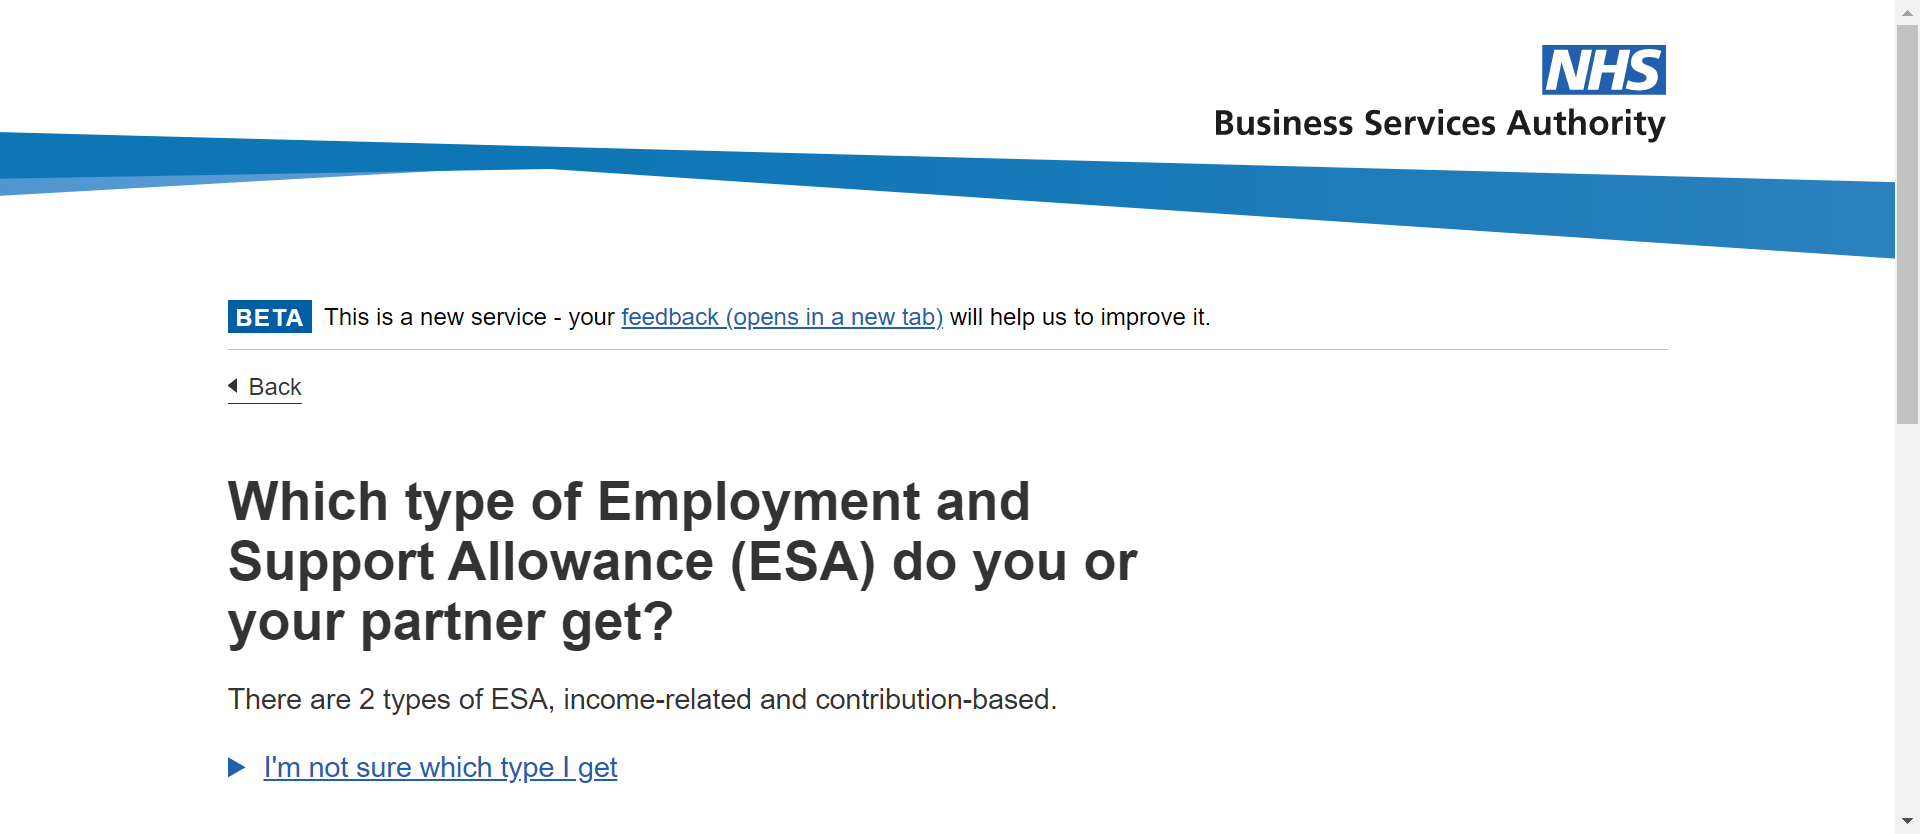 NHS
Business Services Authority
BETA This is a new service - your feedback (opens in a new tab) will help us to improve it.
Back
Which type of Employment and
Support Allowance (ESA) do you or
your partner get?
There are 2 types of ESA, income-related and contribution-based.
I'm not sure which type I get